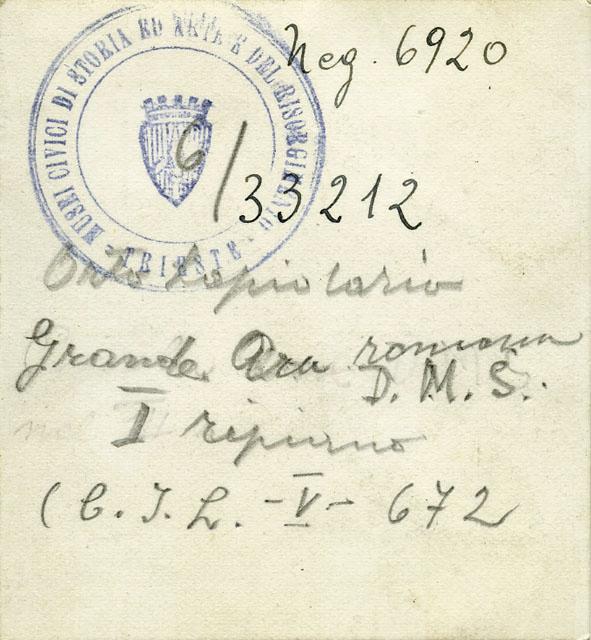 MUSEI CIVICI DI STORIA ED ARTE E DEL RISORGIMENTO
· TRIESTE ·
Neg. 6920
6/33212
Orto Lapidario
Grande Ara romana
D. M. S.
I ripiano
(C. I. L. - V - 672